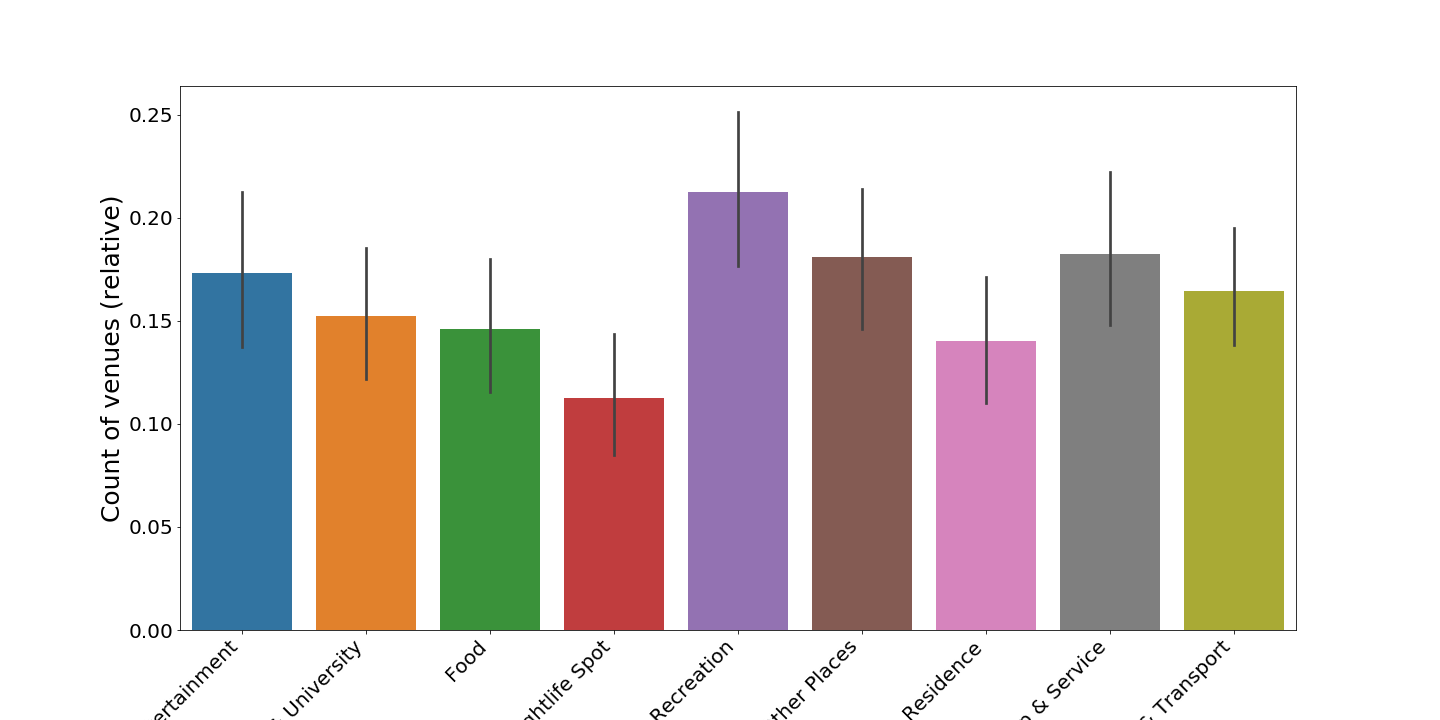 Count of venues (relative)
0.25
0.20
0.15
0.10
0.05
0.00
ertainment
University
Food
ghtlife Spot
Recreation
ther Places
Residence
& Service
& Transport